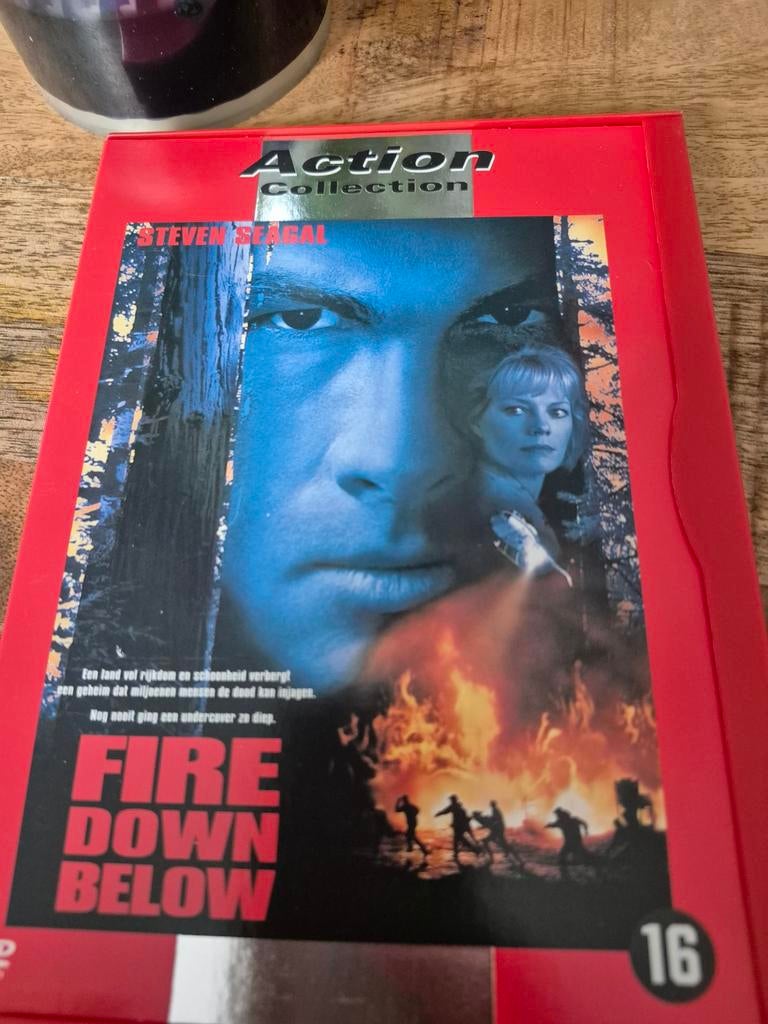 Action
Collection
STEVEN SEAGAL
Een land vol rijkdom en schoonheid verbergt
een geheim dat miljoenen mensen de dood kan injagen.
Nog nooit ging een undercover zo diep.
FIRE
DOWN
BELOW
16